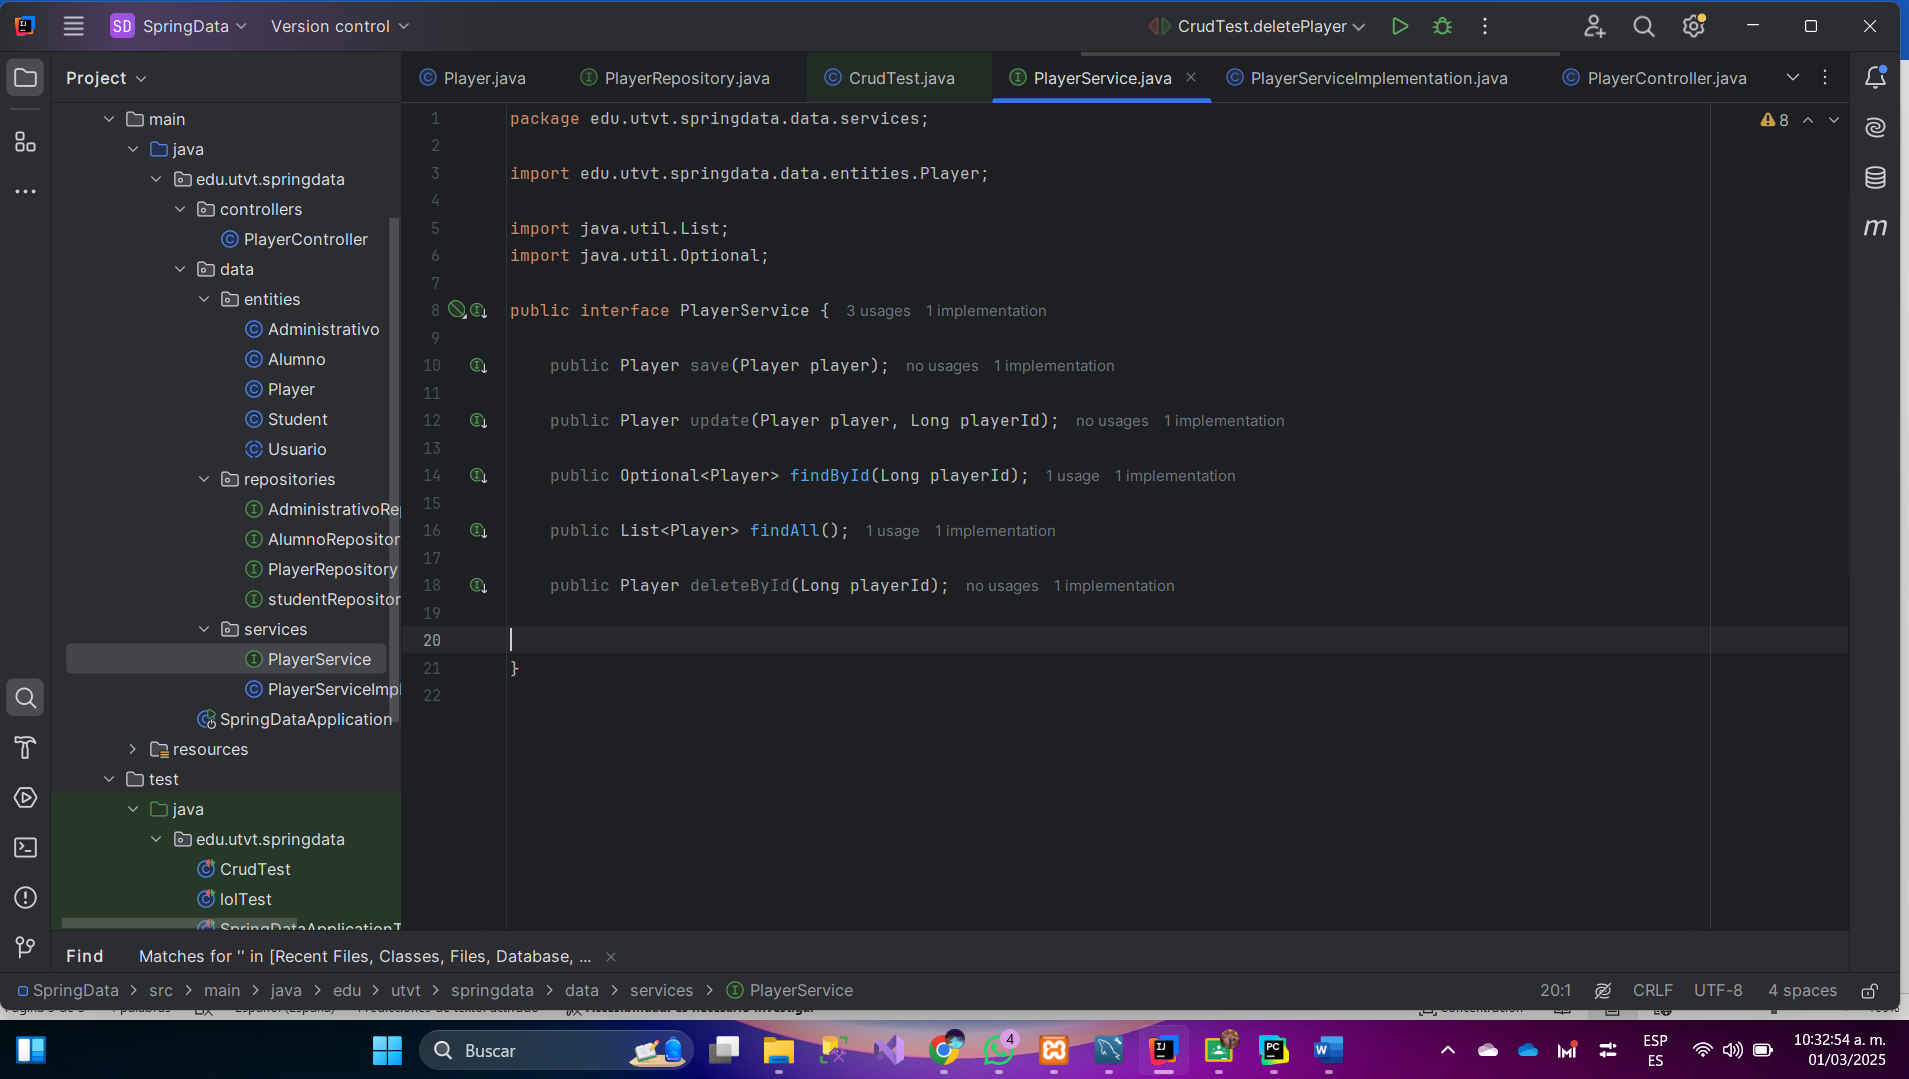 SD SpringData Version control CrudTest.deletePlayer
Project
Player.java PlayerRepository.java CrudTest.java PlayerService.java PlayerServiceImplementation.java PlayerController.java
main
java
edu.utvt.springdata
controllers
PlayerController
data
entities
Administrativo
Alumno
Player
Student
Usuario
repositories
AdministrativoRe
AlumnoRepositor
PlayerRepository
studentRepositor
services
PlayerService
PlayerServiceImpl
SpringDataApplication
resources
test
java
edu.utvt.springdata
CrudTest
lolTest
SpringDataApplicationT
8
1 package edu.utvt.springdata.data.services;
2
3 import edu.utvt.springdata.data.entities.Player;
4
5 import java.util.List;
6 import java.util.Optional;
7
8 public interface PlayerService { 3 usages 1 implementation
9
10 public Player save(Player player); no usages 1 implementation
11
12 public Player update(Player player, Long playerId); no usages 1 implementation
13
14 public Optional<Player> findById(Long playerId); 1 usage 1 implementation
15
16 public List<Player> findAll(); 1 usage 1 implementation
17
18 public Player deleteById(Long playerId); no usages 1 implementation
19
20
21 }
22
m
Find Matches for '' in [Recent Files, Classes, Files, Database, ...
SpringData > src > main > java > edu > utvt > springdata > data > services > PlayerService 20:1 CRLF UTF-8 4 spaces
Buscar
4
ESP
ES
10:32:54 a. m.
01/03/2025